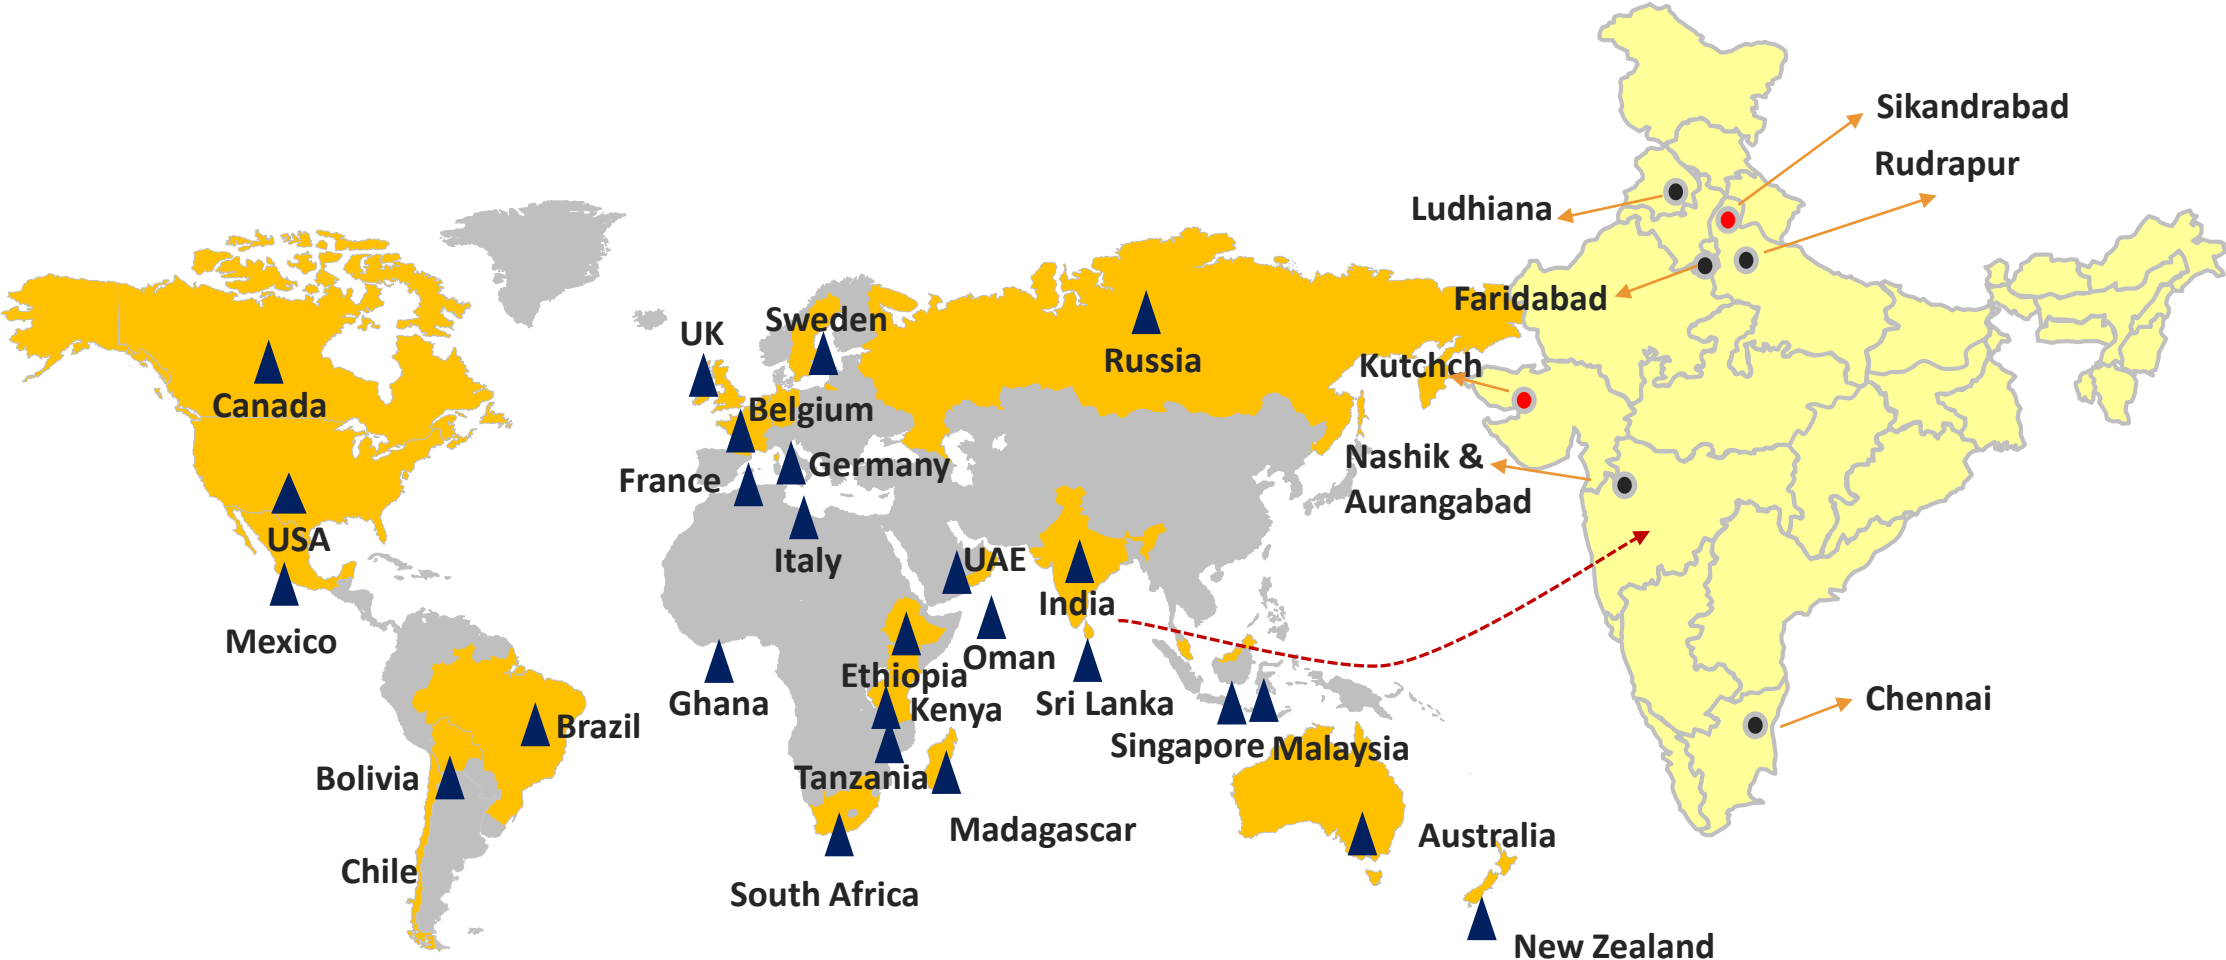 Canada
USA
Mexico
Brazil
Bolivia
Chile
UK
Sweden
Belgium
France
Germany
Italy
Russia
UAE
Oman
India
Sri Lanka
Ethiopia
Ghana
Kenya
Tanzania
Madagascar
South Africa
Singapore
Malaysia
Australia
New Zealand
Sikandrabad
Rudrapur
Ludhiana
Faridabad
Kutchch
Nashik &
Aurangabad
Chennai